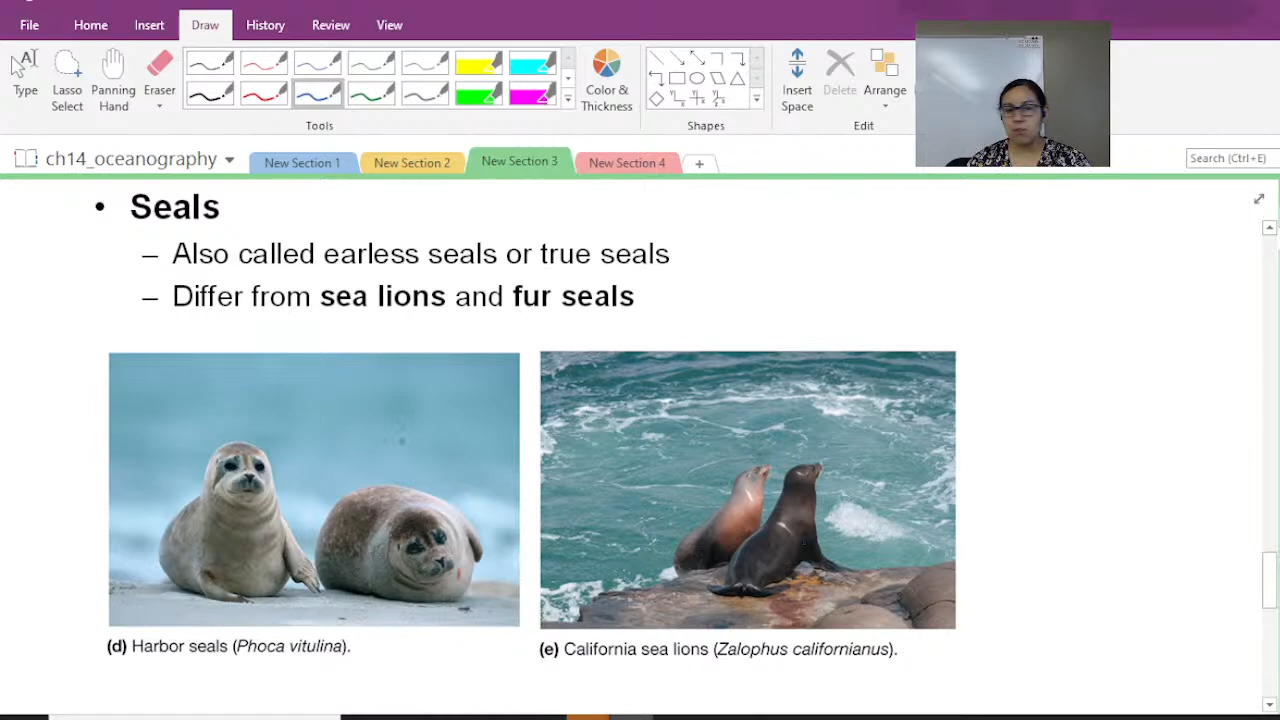 File Home Insert Draw History Review View
Type Lasso Select Panning Hand Eraser Color & Thickness Insert Space Delete Arrange
Tools Shapes Edit
ch14_oceanography New Section 1 New Section 2 New Section 3 New Section 4 + Search (Ctrl+E)
• Seals
– Also called earless seals or true seals
– Differ from sea lions and fur seals
(d) Harbor seals (Phoca vitulina).
(e) California sea lions (Zalophus californianus).